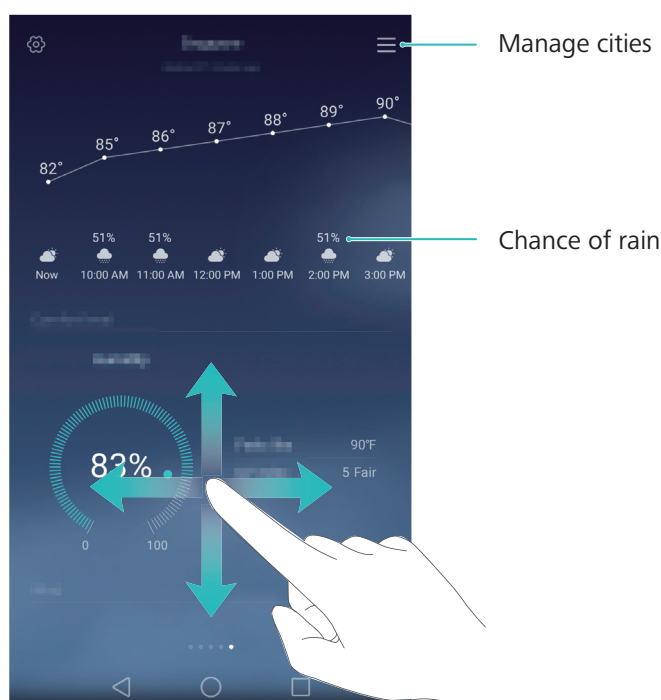 Manage cities
82° 85° 86° 87° 88° 89° 90°
51% 51% 51%
Chance of rain
Now 10:00 AM 11:00 AM 12:00 PM 1:00 PM 2:00 PM 3:00 PM
90°F
83%
5 Fair
0 100